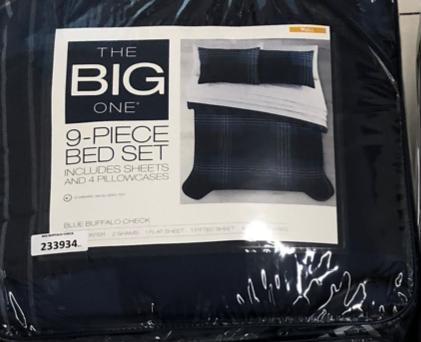 THE
BIG
ONE®
9-PIECE
BED SET
INCLUDES SHEETS
AND 4 PILLOWCASES
BLUE BUFFALO CHECK
2 SHAMS 1 FLAT SHEET 1 FITTED SHEET
233934